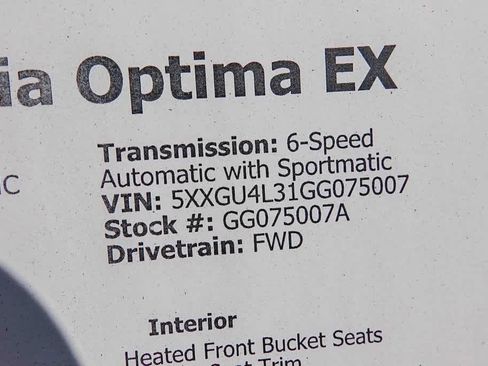 ia Optima EX
Transmission: 6-Speed
Automatic with Sportmatic
VIN: 5XXGU4L31GG075007
Stock #: GG075007A
Drivetrain: FWD
Interior
Heated Front Bucket Seats
Trim